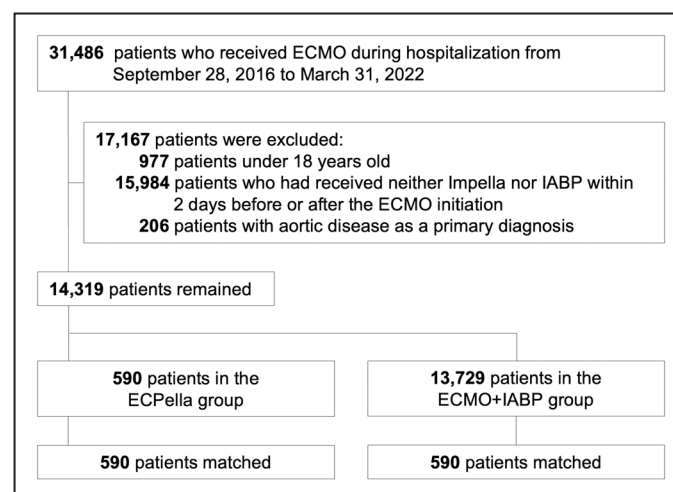 31,486 patients who received ECMO during hospitalization from
September 28, 2016 to March 31, 2022
17,167 patients were excluded:
977 patients under 18 years old
15,984 patients who had received neither Impella nor IABP within
2 days before or after the ECMO initiation
206 patients with aortic disease as a primary diagnosis
14,319 patients remained
590 patients in the
ECPella group
13,729 patients in the
ECMO+IABP group
590 patients matched
590 patients matched